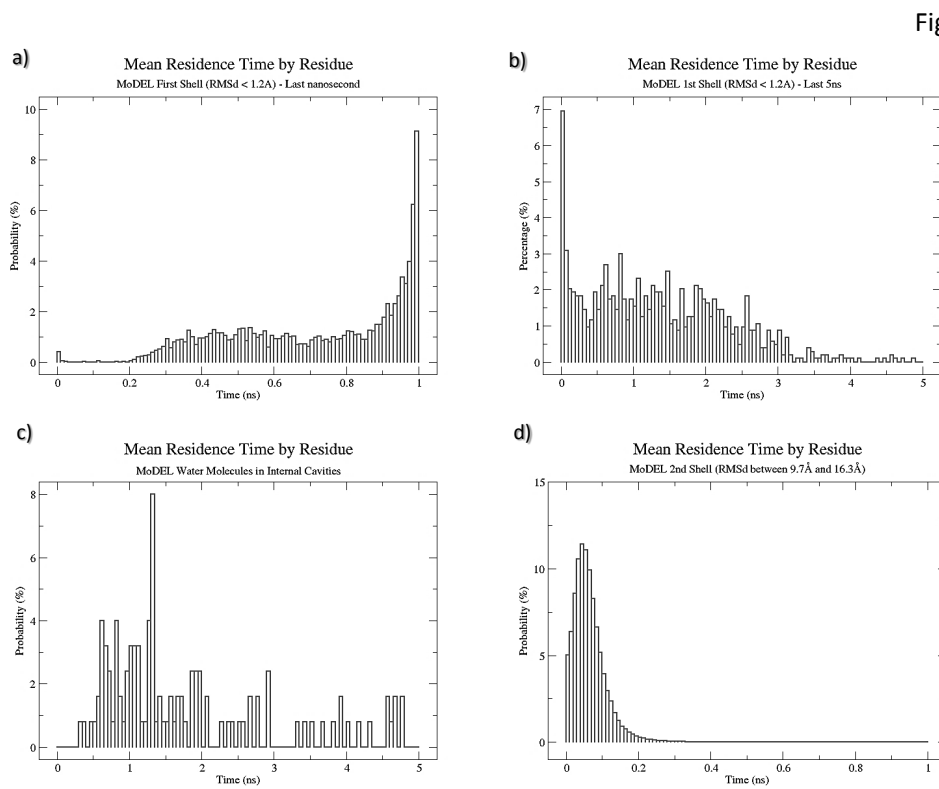 Fig
a)
Mean Residence Time by Residue
MoDEL First Shell (RMSd < 1.2A) - Last nanosecond
Probability (%)
10
8
6
4
2
0
0 0.2 0.4 0.6 0.8 1
Time (ns)
b)
Mean Residence Time by Residue
MoDEL 1st Shell (RMSd < 1.2A) - Last 5ns
Percentage (%)
7
6
5
4
3
2
1
0
0 1 2 3 4 5
Time (ns)
c)
Mean Residence Time by Residue
MoDEL Water Molecules in Internal Cavities
Probability (%)
8
6
4
2
0
0 1 2 3 4 5
Time (ns)
d)
Mean Residence Time by Residue
MoDEL 2nd Shell (RMSd between 9.7Å and 16.3Å)
Probability (%)
15
10
5
0
0 0.2 0.4 0.6 0.8 1
Time (ns)